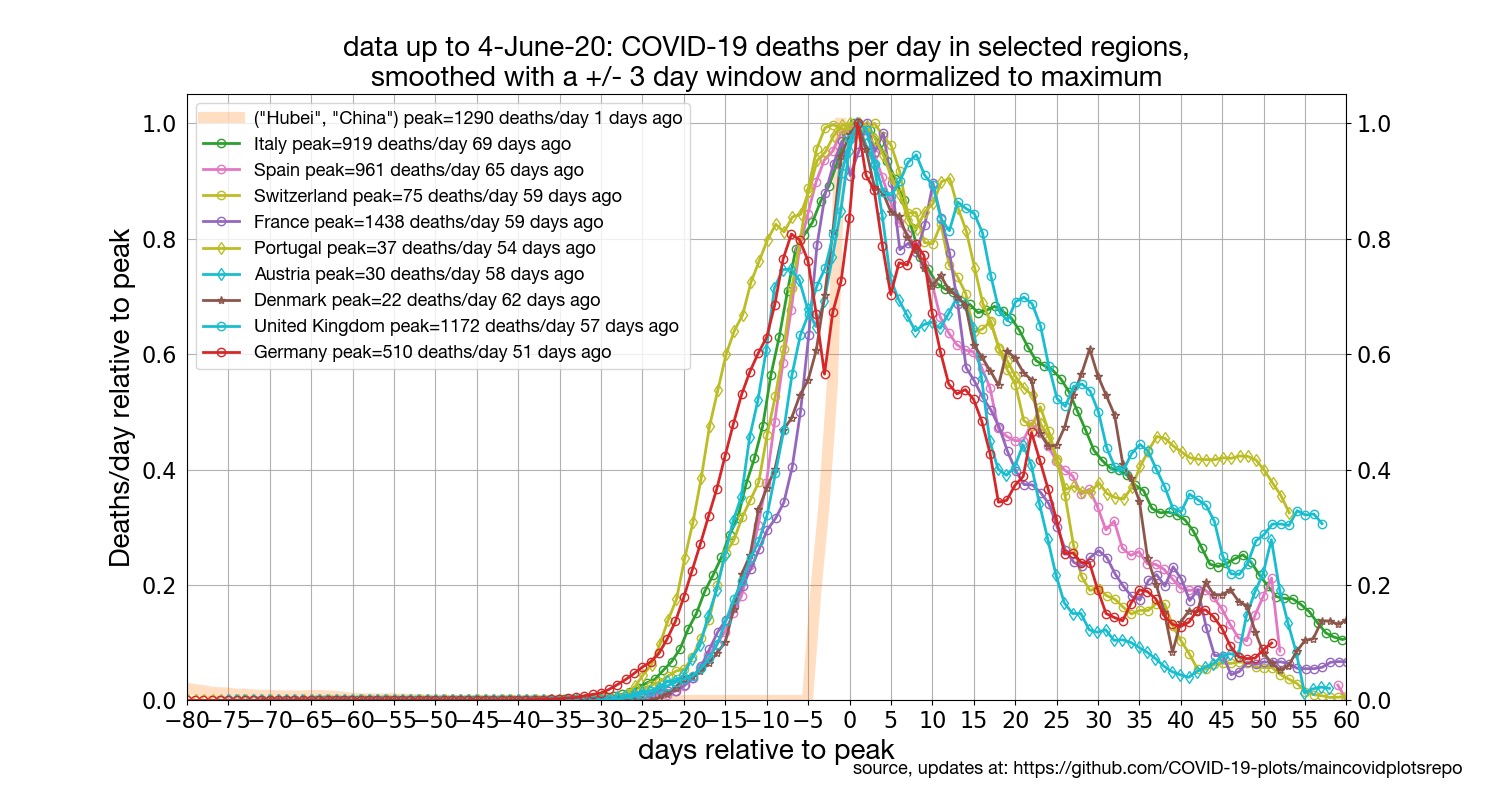 data up to 4-June-20: COVID-19 deaths per day in selected regions,
smoothed with a +/- 3 day window and normalized to maximum
("Hubei", "China") peak=1290 deaths/day 1 days ago
Italy peak=919 deaths/day 69 days ago
Spain peak=961 deaths/day 65 days ago
Switzerland peak=75 deaths/day 59 days ago
France peak=1438 deaths/day 59 days ago
Portugal peak=37 deaths/day 54 days ago
Austria peak=30 deaths/day 58 days ago
Denmark peak=22 deaths/day 62 days ago
United Kingdom peak=1172 deaths/day 57 days ago
Germany peak=510 deaths/day 51 days ago
Deaths/day relative to peak
1.0
0.8
0.6
0.4
0.2
0.0
1.0
0.8
0.6
0.4
0.2
0.0
−80 −75 −70 −65 −60 −55 −50 −45 −40 −35 −30 −25 −20 −15 −10 −5 0 5 10 15 20 25 30 35 40 45 50 55 60
days relative to peak
source, updates at: https://github.com/COVID-19-plots/maincovidplotsrepo